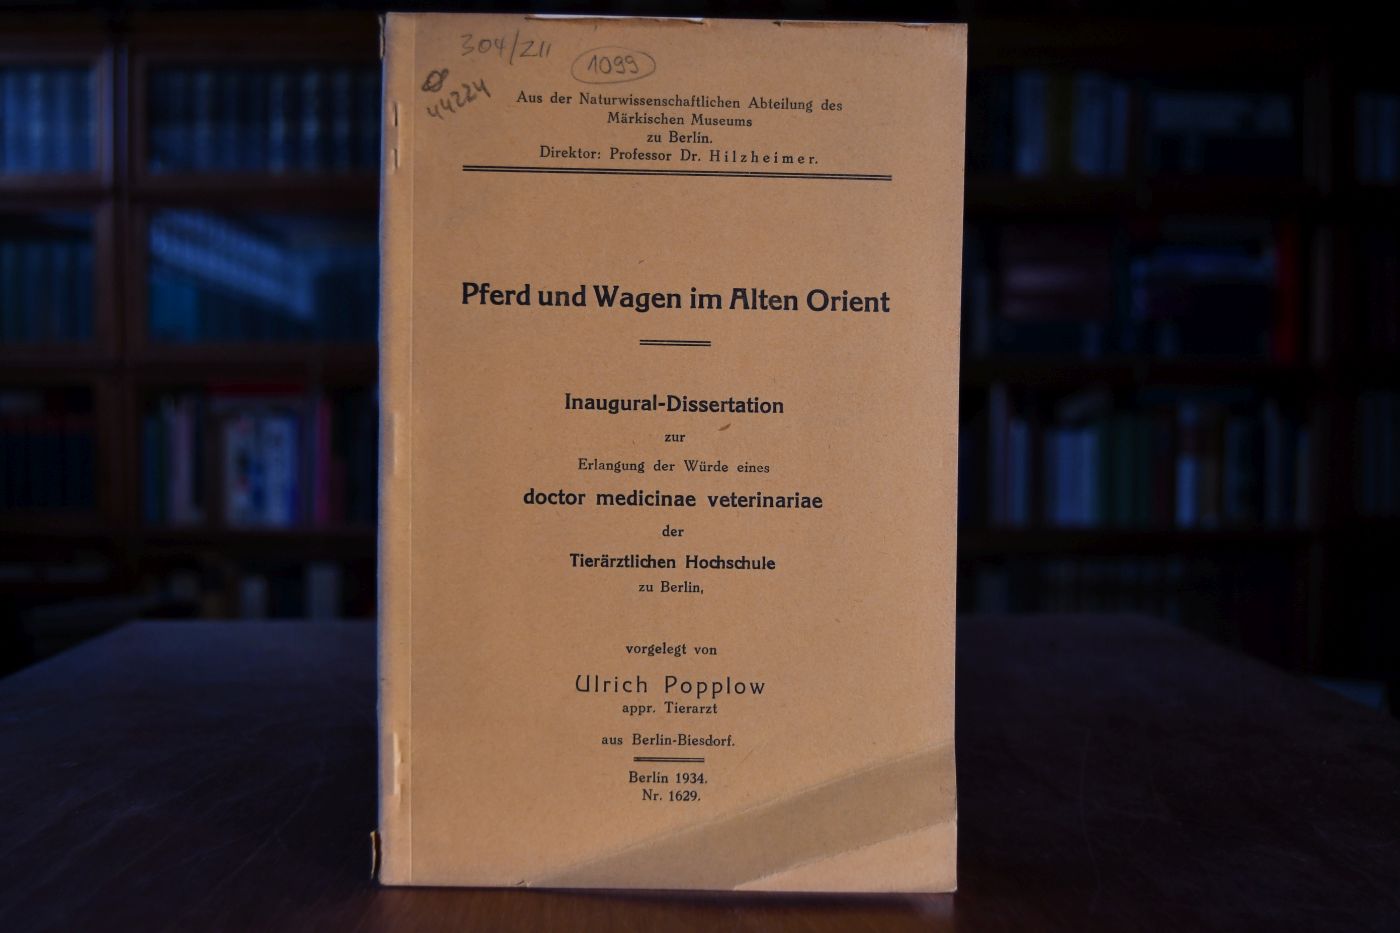 304/ZII
1099
44224
Aus der Naturwissenschaftlichen Abteilung des
Märkischen Museums
zu Berlin.
Direktor: Professor Dr. Hilzheimer.
Pferd und Wagen im Alten Orient
Inaugural-Dissertation
zur
Erlangung der Würde eines
doctor medicinae veterinariae
der
Tierärztlichen Hochschule
zu Berlin,
vorgelegt von
Ulrich Popplow
appr. Tierarzt
aus Berlin-Biesdorf.
Berlin 1934.
Nr. 1629.